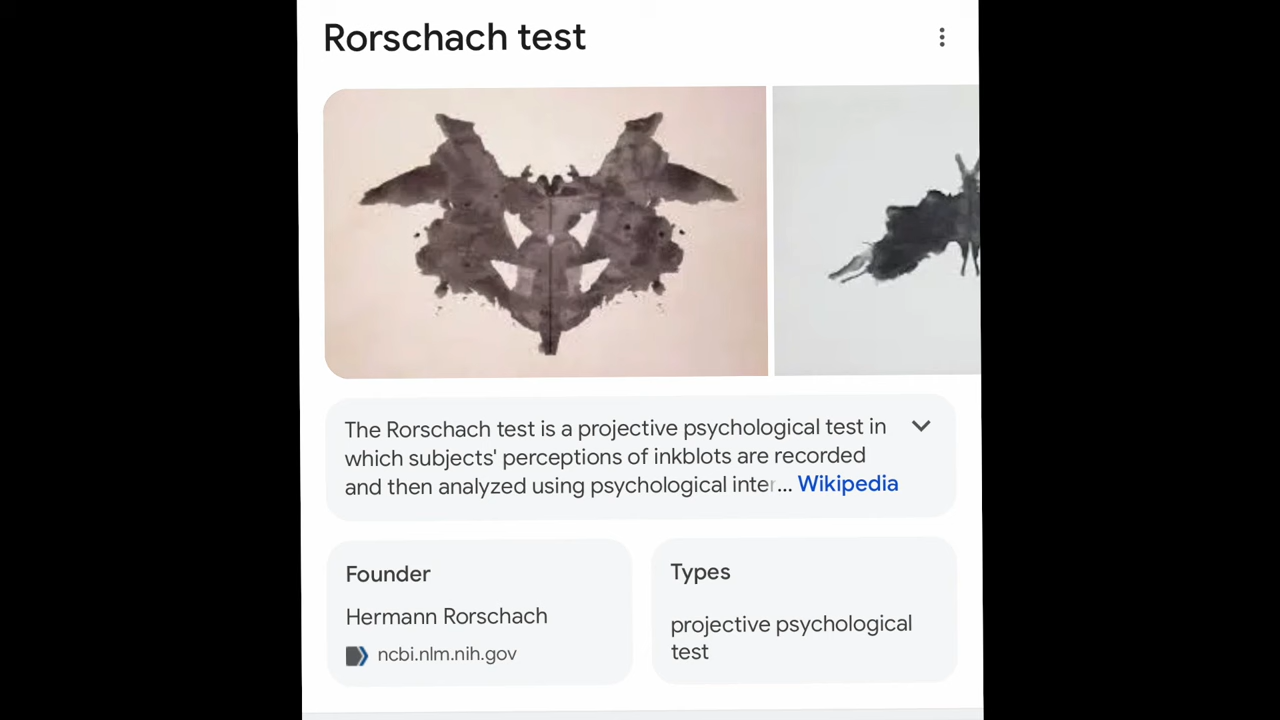 Rorschach test
The Rorschach test is a projective psychological test in
which subjects' perceptions of inkblots are recorded
and then analyzed using psychological inter... Wikipedia
Founder
Hermann Rorschach
ncbi.nlm.nih.gov
Types
projective psychological
test